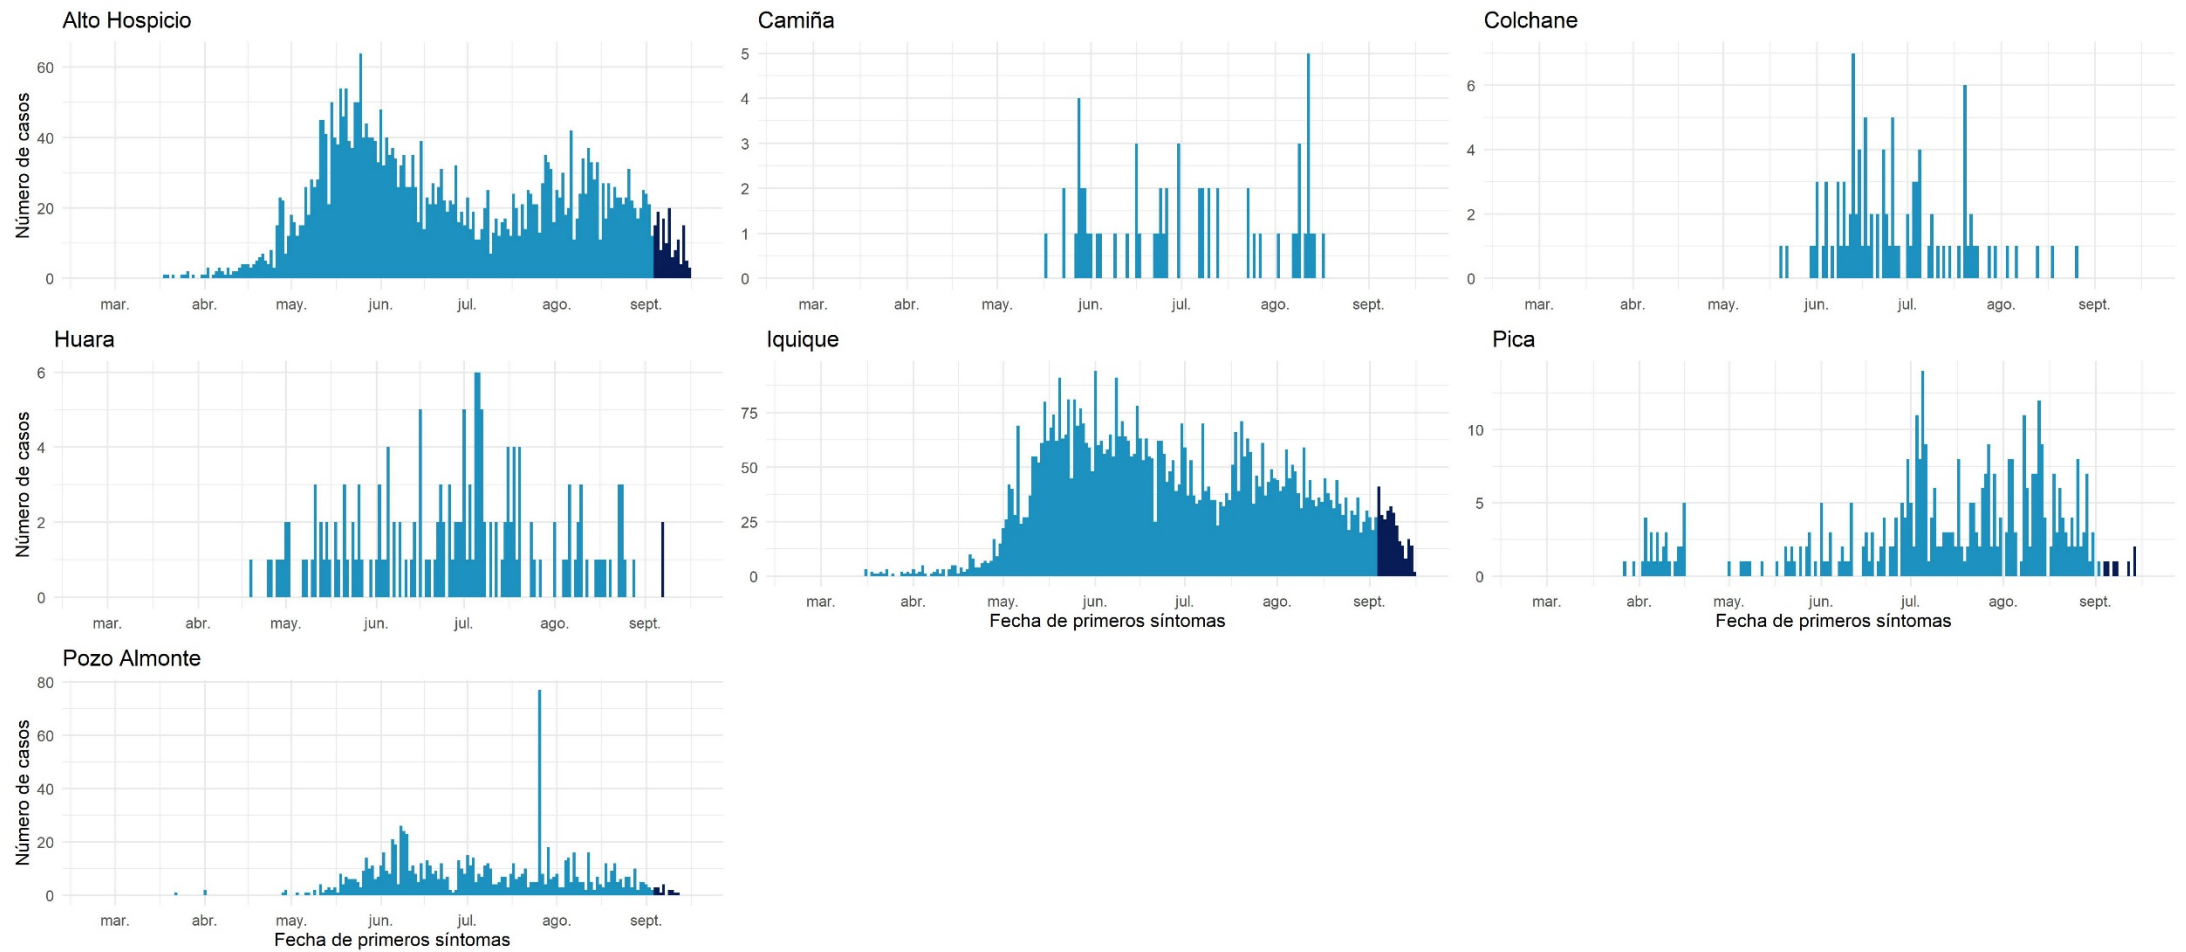 Alto Hospicio
Número de casos
60
40
20
0
mar. abr. may. jun. jul. ago. sept.
Camiña
5
4
3
2
1
0
mar. abr. may. jun. jul. ago. sept.
Colchane
6
4
2
0
mar. abr. may. jun. jul. ago. sept.
Huara
Número de casos
6
4
2
0
mar. abr. may. jun. jul. ago. sept.
Iquique
75
50
25
0
mar. abr. may. jun. jul. ago. sept.
Fecha de primeros síntomas
Pica
10
5
0
mar. abr. may. jun. jul. ago. sept.
Fecha de primeros síntomas
Pozo Almonte
Número de casos
80
60
40
20
0
mar. abr. may. jun. jul. ago. sept.
Fecha de primeros síntomas